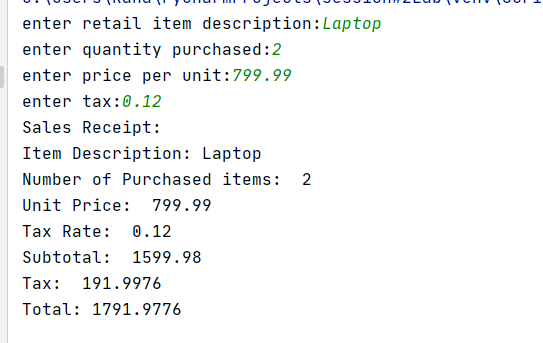 enter retail item description:Laptop
enter quantity purchased:2
enter price per unit:799.99
enter tax:0.12
Sales Receipt:
Item Description: Laptop
Number of Purchased items:  2
Unit Price:  799.99
Tax Rate:  0.12
Subtotal:  1599.98
Tax:  191.9976
Total: 1791.9776